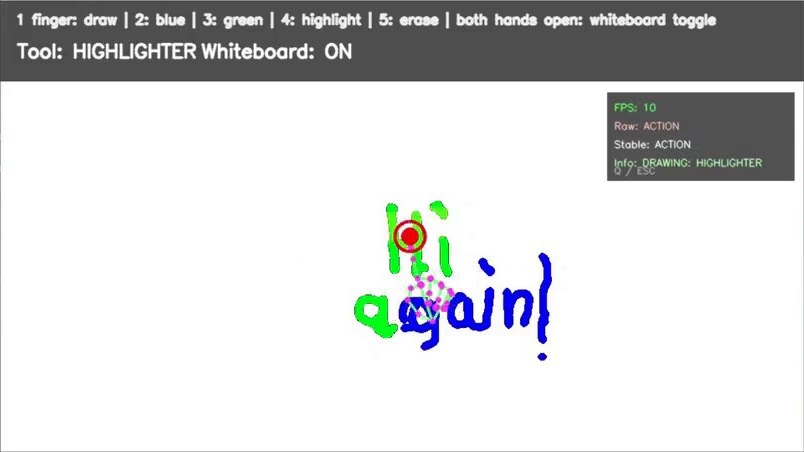 1 finger: draw | 2: blue | 3: green | 4: highlight | 5: erase | both hands open: whiteboard toggle
Tool: HIGHLIGHTER Whiteboard: ON
FPS: 10
Raw: ACTION
Stable: ACTION
Info: DRAWING: HIGHLIGHTER
Q / ESC
Hi
again!